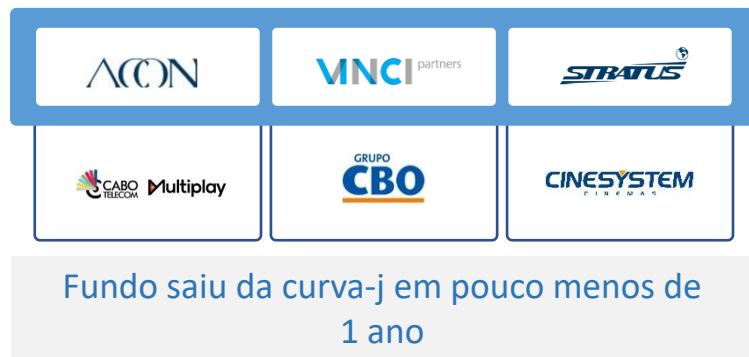 ACON
VINCI partners
STRATUS
CABO TELECOM Multiplay
GRUPO
CBO
CINESYSTEM
CINEMAS
Fundo saiu da curva-j em pouco menos de
1 ano